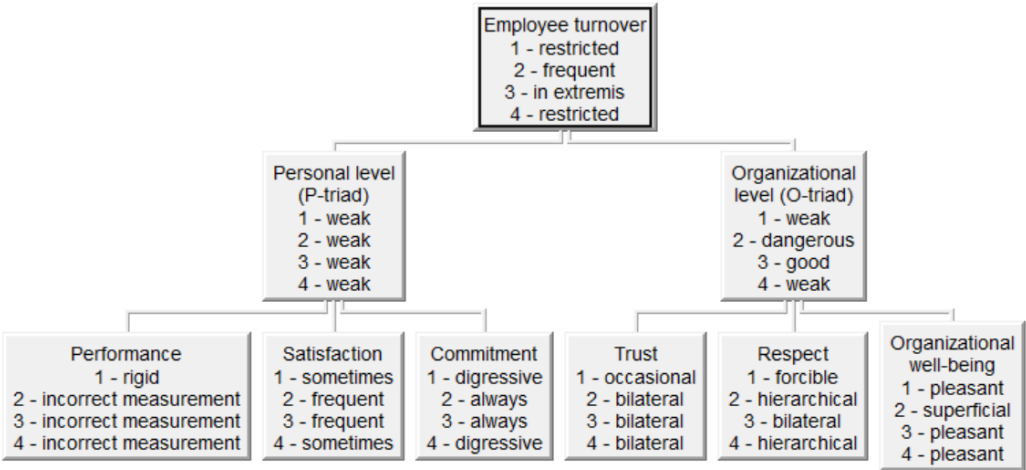 Employee turnover
1 - restricted
2 - frequent
3 - in extremis
4 - restricted
Personal level
(P-triad)
1 - weak
2 - weak
3 - weak
4 - weak
Organizational
level (O-triad)
1 - weak
2 - dangerous
3 - good
4 - weak
Performance
1 - rigid
2 - incorrect measurement
3 - incorrect measurement
4 - incorrect measurement
Satisfaction
1 - sometimes
2 - frequent
3 - frequent
4 - sometimes
Commitment
1 - digressive
2 - always
3 - always
4 - digressive
Trust
1 - occasional
2 - bilateral
3 - bilateral
4 - bilateral
Respect
1 - forcible
2 - hierarchical
3 - bilateral
4 - hierarchical
Organizational
well-being
1 - pleasant
2 - superficial
3 - pleasant
4 - pleasant